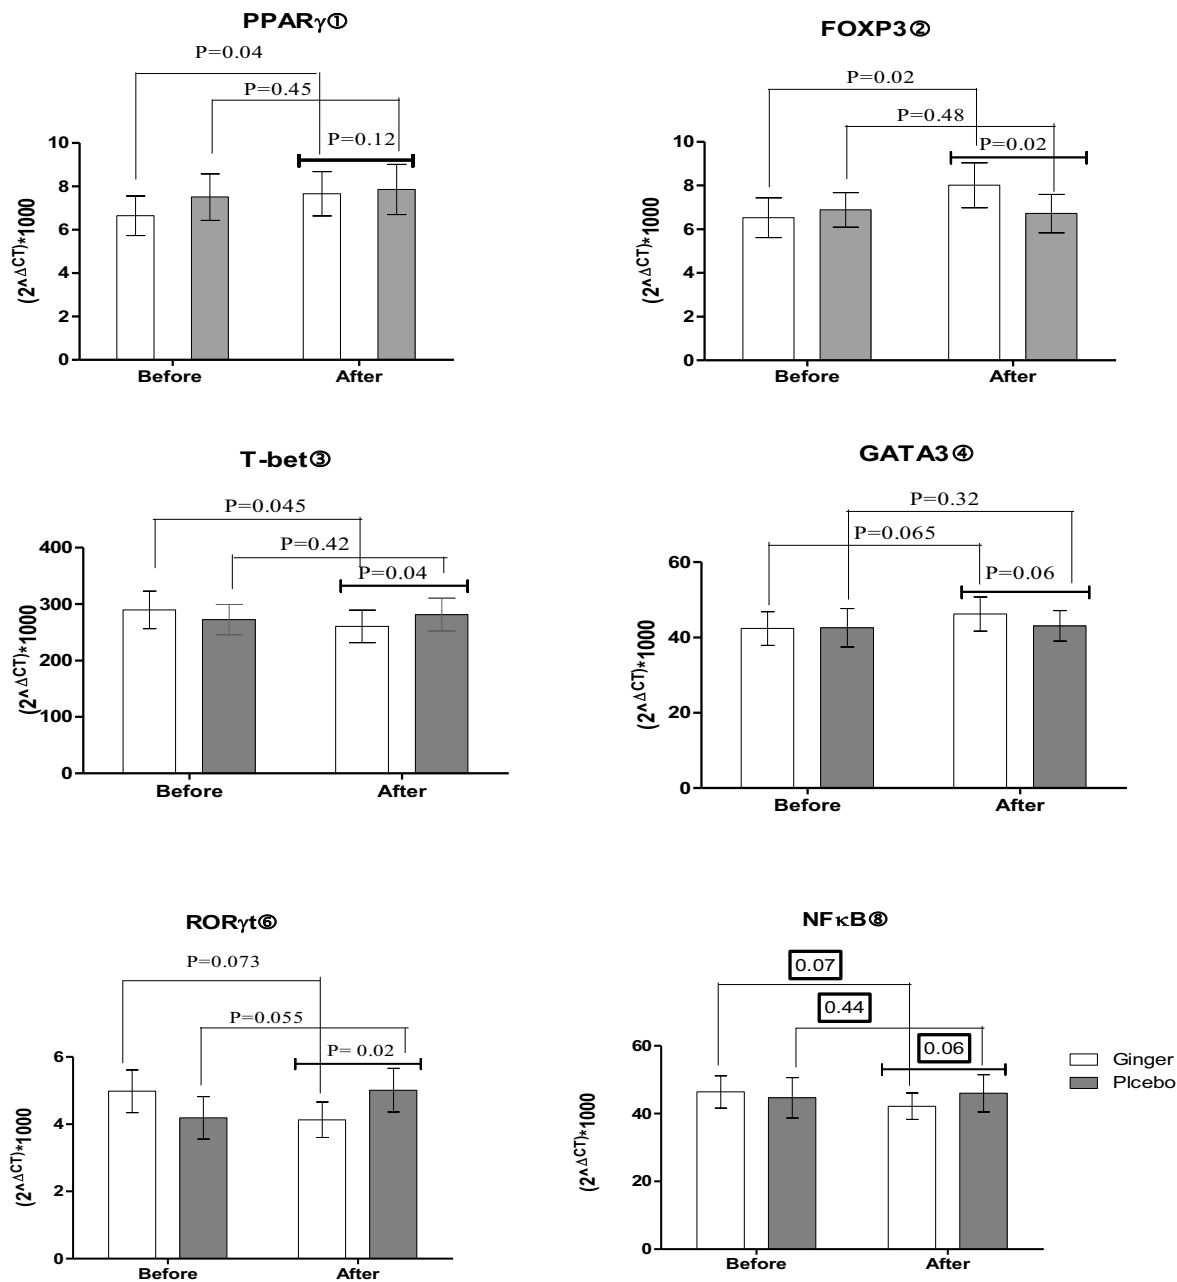 PPARγ①
P=0.04
P=0.45
P=0.12
10
8
6
4
2
0
(2^ΔCT)*1000
Before
After
FOXP3②
P=0.02
P=0.48
P=0.02
10
8
6
4
2
0
(2^ΔCT)*1000
Before
After
T-bet③
P=0.045
P=0.42
P=0.04
400
300
200
100
0
(2^ΔCT)*1000
Before
After
GATA3④
P=0.32
P=0.065
P=0.06
60
40
20
0
(2^ΔCT)*1000
Before
After
RORγt⑥
P=0.073
P=0.055
P= 0.02
6
4
2
0
(2^ΔCT)*1000
Before
After
NFκB⑧
0.07
0.44
0.06
60
40
20
0
(2^ΔCT)*1000
Before
After
Ginger
Plcebo